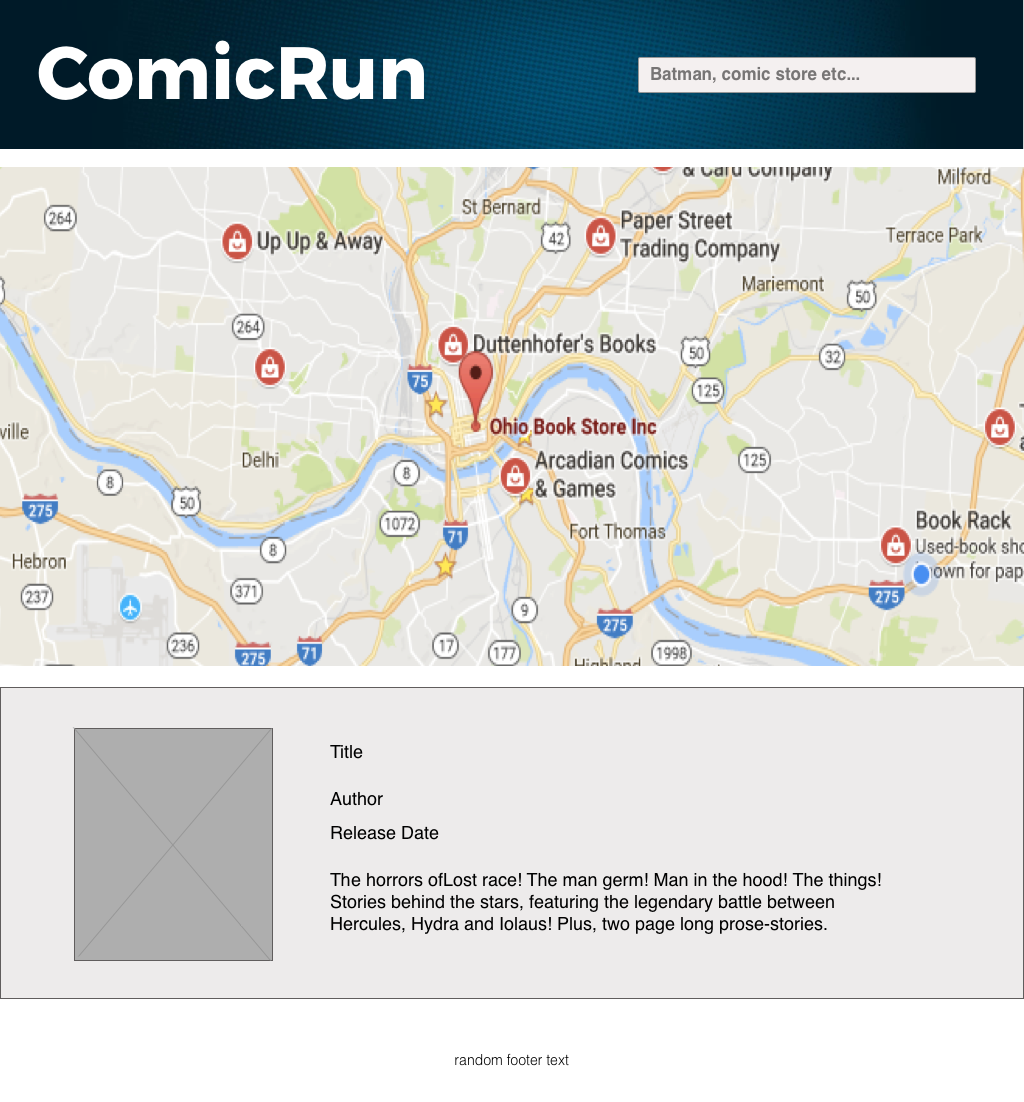 ComicRun
Batman, comic store etc...
& Card Company
Milford
264
St Bernard
Paper Street
Trading Company
42
Up Up & Away
Terrace Park
Mariemont
50
264
Duttenhofer's Books
50
32
75
125
Ohio Book Store Inc
ville
Delhi
Arcadian Comics
& Games
125
8
8
50
275
1072
Book Rack
Used-book sho
71
Fort Thomas
Hebron
8
own for pap
237
371
275
9
275
236
17
177
1998
275
71
Highland
Title
Author
Release Date
The horrors ofLost race! The man germ! Man in the hood! The things!
Stories behind the stars, featuring the legendary battle between
Hercules, Hydra and Iolaus! Plus, two page long prose-stories.
random footer text